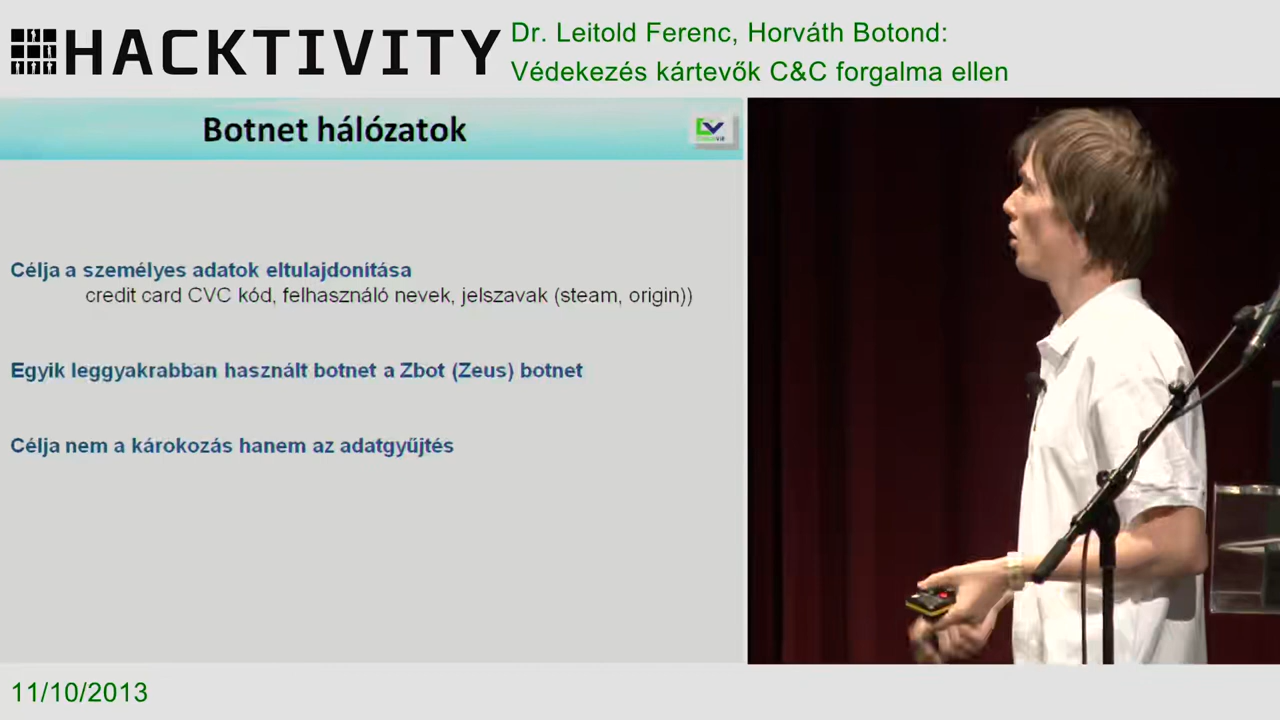 HACKTIVITY
Dr. Leitold Ferenc, Horváth Botond:
Védekezés kártevők C&C forgalma ellen
Botnet hálózatok
Célja a személyes adatok eltulajdonítása
credit card CVC kód, felhasználó nevek, jelszavak (steam, origin))
Egyik leggyakrabban használt botnet a Zbot (Zeus) botnet
Célja nem a károkozás hanem az adatgyűjtés
11/10/2013